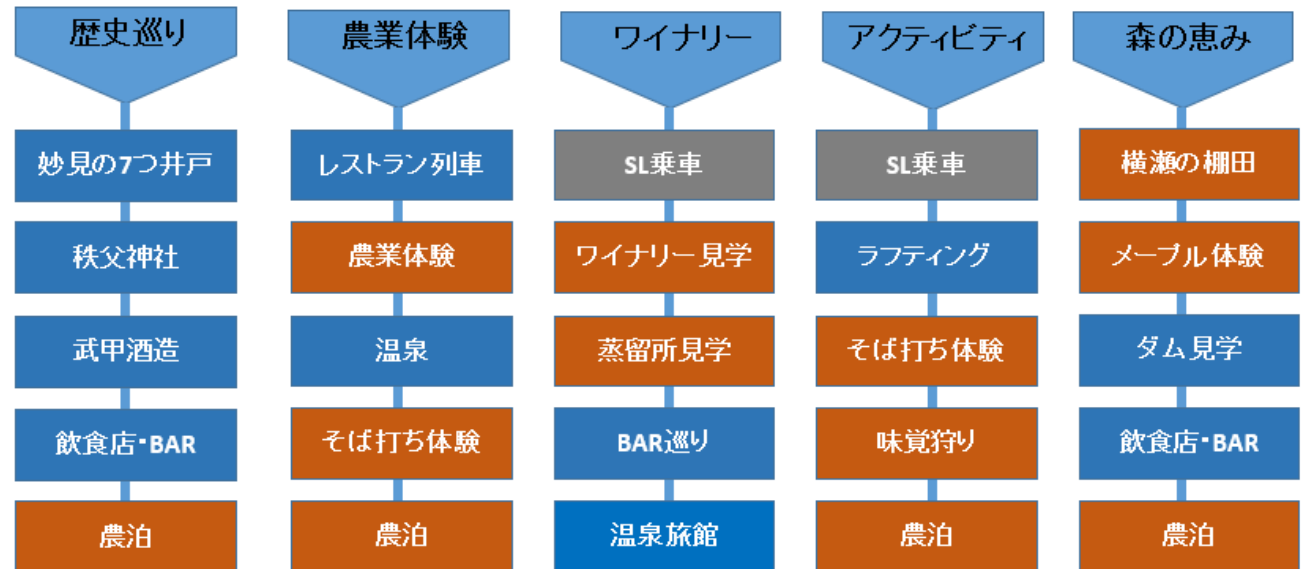 歴史巡り
妙見の7つ井戸
秩父神社
武甲酒造
飲食店・BAR
農泊
農業体験
レストラン列車
農業体験
温泉
そば打ち体験
農泊
ワイナリー
SL乗車
ワイナリー見学
蒸留所見学
BAR巡り
温泉旅館
アクティビティ
SL乗車
ラフティング
そば打ち体験
味覚狩り
農泊
森の恵み
横瀬の棚田
メープル体験
ダム見学
飲食店・BAR
農泊